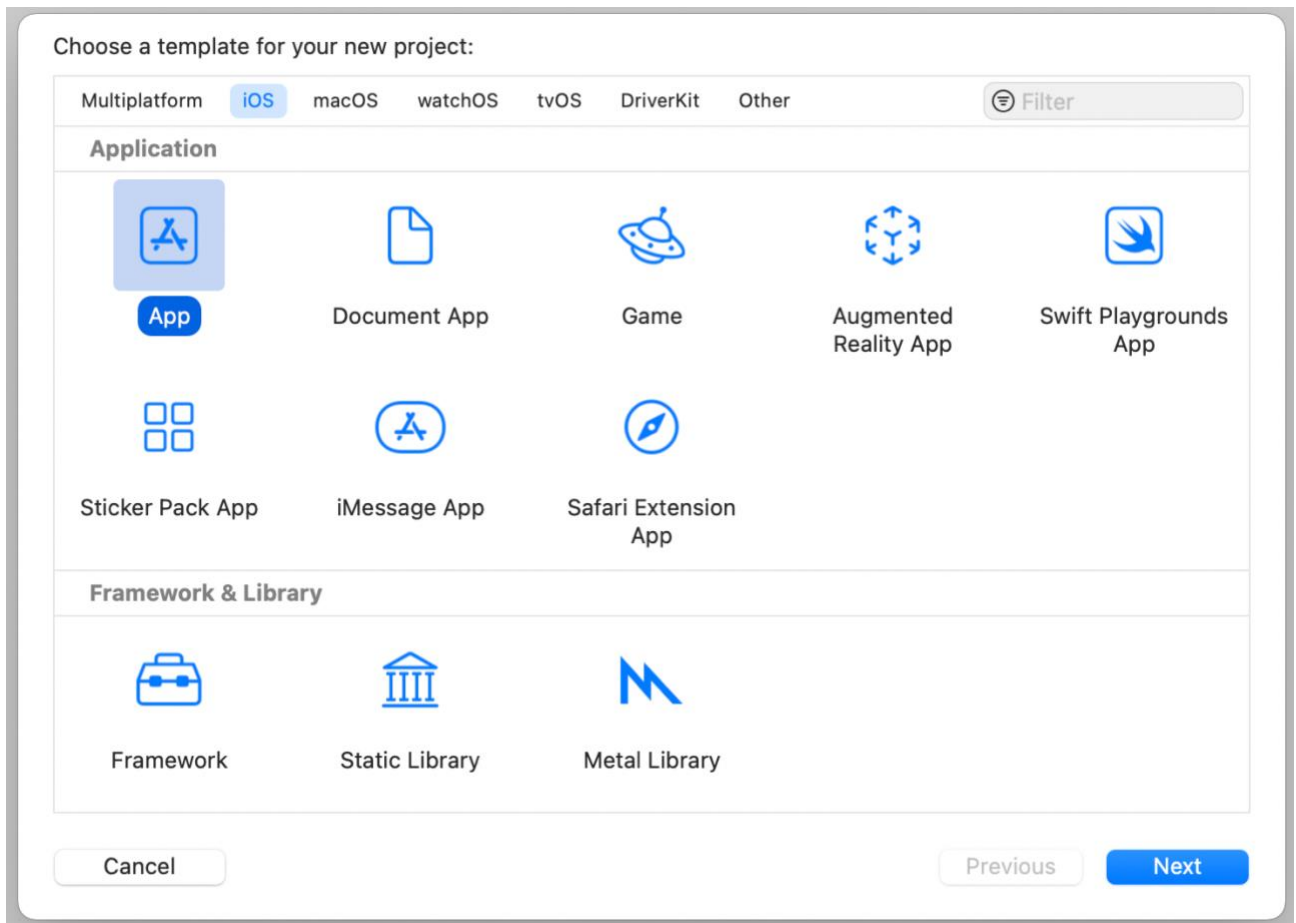 Choose a template for your new project:
Multiplatform iOS macOS watchOS tvOS DriverKit Other Filter
Application
App Document App Game Augmented Reality App Swift Playgrounds App
Sticker Pack App iMessage App Safari Extension App
Framework & Library
Framework Static Library Metal Library
Cancel Previous Next